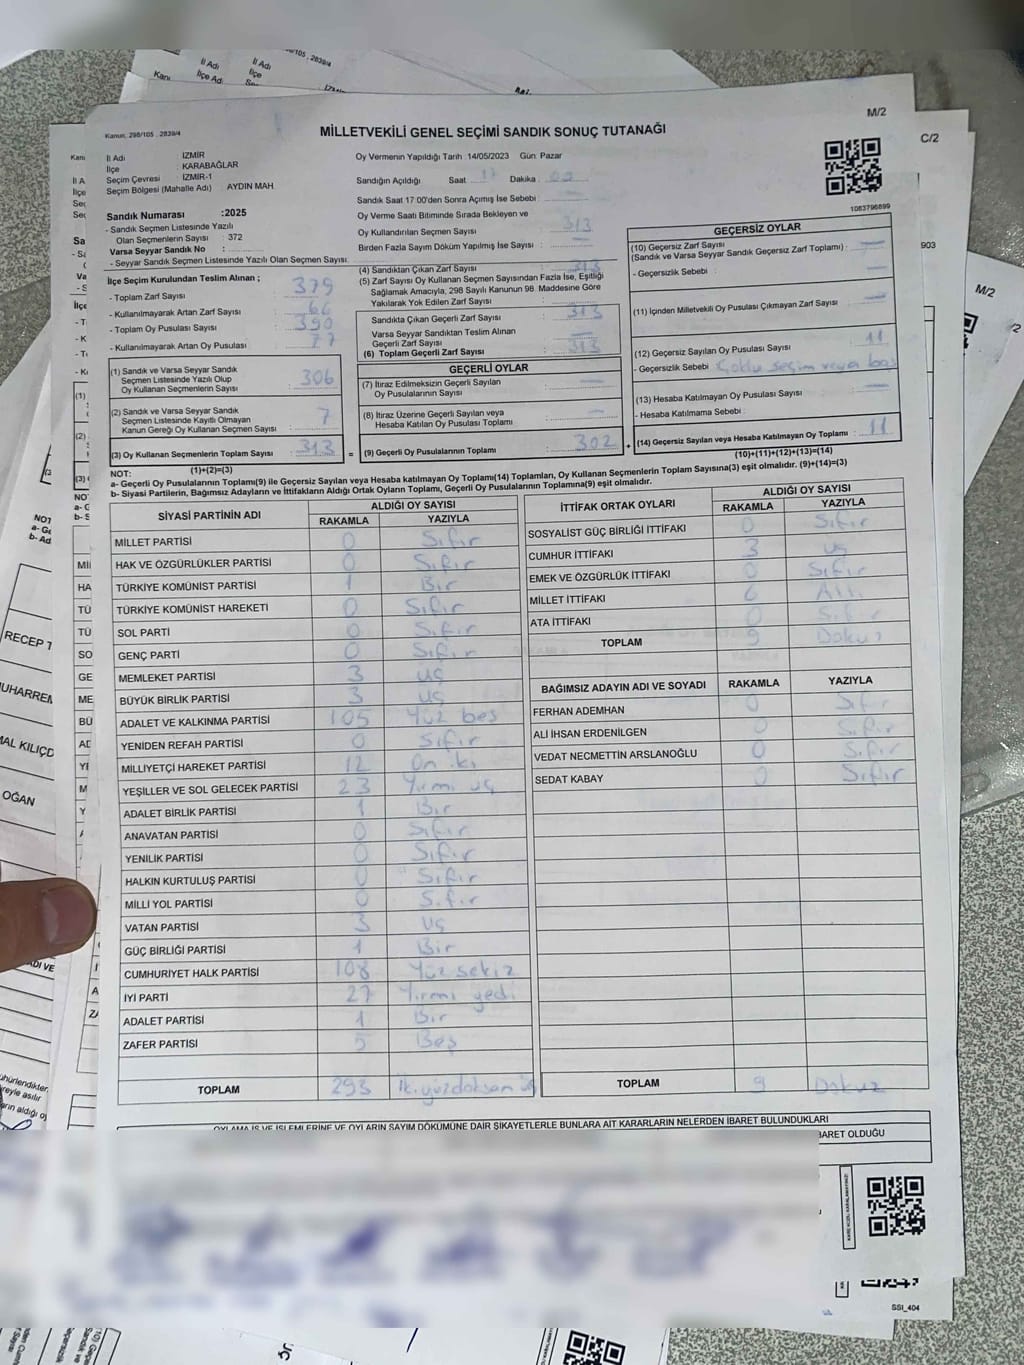 M/2
Kanun, 298/105 , 2839/4
MİLLETVEKİLİ GENEL SEÇİMİ SANDIK SONUÇ TUTANAĞI
C/2
İl Adı : İZMİR
İlçe : KARABAĞLAR
Seçim Çevresi : İZMİR-1
Seçim Bölgesi (Mahalle Adı) : AYDIN MAH.
Oy Vermenin Yapıldığı Tarih :14/05/2023 Gün: Pazar
Sandığın Açıldığı Saat : 17 Dakika : 00
Sandık Saat 17:00'den Sonra Açılmış İse Sebebi :
Oy Verme Saati Bitiminde Sırada Bekleyen ve
Oy Kullandırılan Seçmen Sayısı : 313
Birden Fazla Sayım Döküm Yapılmış İse Sayısı :
1083796899
Sandık Numarası :2025
- Sandık Seçmen Listesinde Yazılı
Olan Seçmenlerin Sayısı : 372
Varsa Seyyar Sandık No :
- Seyyar Sandık Seçmen Listesinde Yazılı Olan Seçmen Sayısı:
İlçe Seçim Kurulundan Teslim Alınan ;
- Toplam Zarf Sayısı : 379
- Kullanılmayarak Artan Zarf Sayısı : 66
- Toplam Oy Pusulası Sayısı : 390
- Kullanılmayarak Artan Oy Pusulası : 77
(1) Sandık ve Varsa Seyyar Sandık
Seçmen Listesinde Yazılı Olup
Oy Kullanan Seçmenlerin Sayısı : 306
(2) Sandık ve Varsa Seyyar Sandık
Seçmen Listesinde Kayıtlı Olmayan
Kanun Gereği Oy Kullanan Seçmen Sayısı : 7
(3) Oy Kullanan Seçmenlerin Toplam Sayısı : 313
(1)+(2)=(3)
(4) Sandıktan Çıkan Zarf Sayısı : 313
(5) Zarf Sayısı Oy Kullanan Seçmen Sayısından Fazla İse, Eşitliği
Sağlamak Amacıyla, 298 Sayılı Kanunun 98. Maddesine Göre
Yakılarak Yok Edilen Zarf Sayısı :
Sandıkta Çıkan Geçerli Zarf Sayısı : 313
Varsa Seyyar Sandıktan Teslim Alınan
Geçerli Zarf Sayısı :
(6) Toplam Geçerli Zarf Sayısı : 313
GEÇERLİ OYLAR
(7) İtiraz Edilmeksizin Geçerli Sayılan
Oy Pusulalarının Sayısı :
(8) İtiraz Üzerine Geçerli Sayılan veya
Hesaba Katılan Oy Pusulası Toplamı :
(9) Geçerli Oy Pusulalarının Toplamı : 302
GEÇERSİZ OYLAR
(10) Geçersiz Zarf Sayısı
(Sandık ve Varsa Seyyar Sandık Geçersiz Zarf Toplamı) :
- Geçersizlik Sebebi :
(11) İçinden Milletvekili Oy Pusulası Çıkmayan Zarf Sayısı :
(12) Geçersiz Sayılan Oy Pusulası Sayısı : 11
- Geçersizlik Sebebi : Çoklu seçim veya boş
(13) Hesaba Katılmayan Oy Pusulası Sayısı :
- Hesaba Katılmama Sebebi :
(14) Geçersiz Sayılan veya Hesaba Katılmayan Oy Toplamı : 11
(10)+(11)+(12)+(13)=(14)
NOT:
a- Geçerli Oy Pusulalarının Toplamı(9) ile Geçersiz Sayılan veya Hesaba katılmayan Oy Toplamı(14) Toplamları, Oy Kullanan Seçmenlerin Toplam Sayısına(3) eşit olmalıdır. (9)+(14)=(3)
b- Siyasi Partilerin, Bağımsız Adayların ve İttifakların Aldığı Ortak Oyların Toplamı, Geçerli Oy Pusulalarının Toplamına(9) eşit olmalıdır.
SİYASİ PARTİNİN ADI ALDIĞI OY SAYISI
RAKAMLA YAZIYLA
MİLLET PARTİSİ 0 Sıfır
HAK VE ÖZGÜRLÜKLER PARTİSİ 0 Sıfır
TÜRKİYE KOMÜNİST PARTİSİ 1 Bir
TÜRKİYE KOMÜNİST HAREKETİ 0 Sıfır
SOL PARTİ 0 Sıfır
GENÇ PARTİ 0 Sıfır
MEMLEKET PARTİSİ 3 üç
BÜYÜK BİRLİK PARTİSİ 3 üç
ADALET VE KALKINMA PARTİSİ 105 Yüz beş
YENİDEN REFAH PARTİSİ 0 Sıfır
MİLLİYETÇİ HAREKET PARTİSİ 12 On iki
YEŞİLLER VE SOL GELECEK PARTİSİ 23 Yirmi üç
ADALET BİRLİK PARTİSİ 1 Bir
ANAVATAN PARTİSİ 0 Sıfır
YENİLİK PARTİSİ 0 Sıfır
HALKIN KURTULUŞ PARTİSİ 0 Sıfır
MİLLİ YOL PARTİSİ 0 Sıfır
VATAN PARTİSİ 3 üç
GÜÇ BİRLİĞİ PARTİSİ 1 Bir
CUMHURİYET HALK PARTİSİ 108 Yüz sekiz
İYİ PARTİ 27 Yirmi yedi
ADALET PARTİSİ 1 Bir
ZAFER PARTİSİ 5 Beş
TOPLAM 293 İki yüz doksan üç
İTTİFAK ORTAK OYLARI ALDIĞI OY SAYISI
RAKAMLA YAZIYLA
SOSYALİST GÜÇ BİRLİĞİ İTTİFAKI 0 Sıfır
CUMHUR İTTİFAKI 3 üç
EMEK VE ÖZGÜRLÜK İTTİFAKI 0 Sıfır
MİLLET İTTİFAKI 6 Altı
ATA İTTİFAKI 0 Sıfır
TOPLAM 9 Dokuz
BAĞIMSIZ ADAYIN ADI VE SOYADI RAKAMLA YAZIYLA
FERHAN ADEMHAN 0 Sıfır
ALİ İHSAN ERDENİLGEN 0 Sıfır
VEDAT NECMETTİN ARSLANOĞLU 0 Sıfır
SEDAT KABAY 0 Sıfır
TOPLAM 9 Dokuz
OYLAMA İŞ VE İŞLEMLERİNE VE OYLARIN SAYIM DÖKÜMÜNE DAİR ŞİKAYETLERLE BUNLARA AİT KARARLARIN NELERDEN İBARET BULUNDUKLARI
BARET OLDUĞU
SSI_404
903
M/2
RECEP T
MUHARREM
MAL KILIÇD
OĞAN